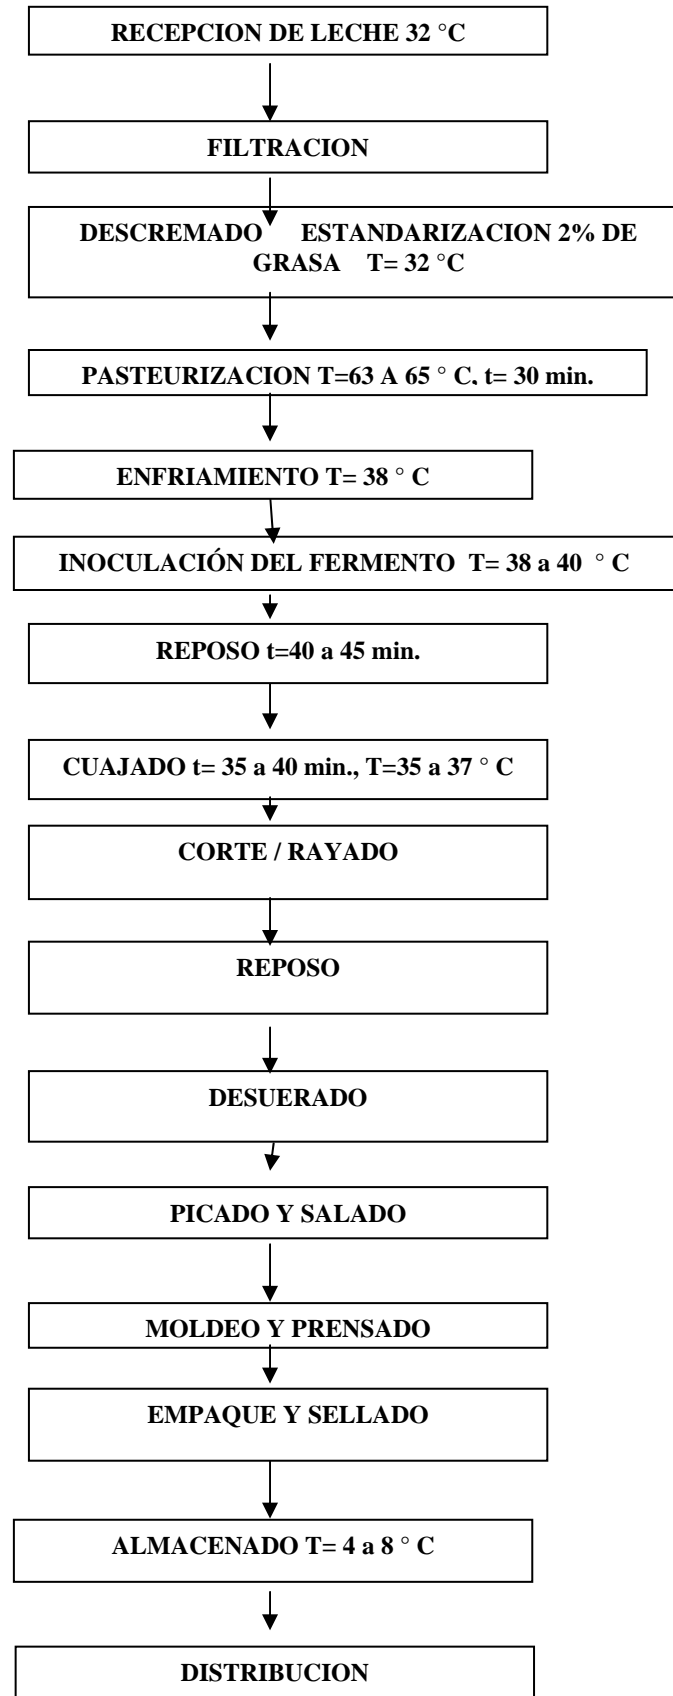 RECEPCION DE LECHE 32 °C
FILTRACION
DESCREMADO ESTANDARIZACION 2% DE
GRASA T= 32 °C
PASTEURIZACION T=63 A 65 ° C, t= 30 min.
ENFRIAMIENTO T= 38 ° C
INOCULACIÓN DEL FERMENTO T= 38 a 40 ° C
REPOSO t=40 a 45 min.
CUAJADO t= 35 a 40 min., T=35 a 37 ° C
CORTE / RAYADO
REPOSO
DESUERADO
PICADO Y SALADO
MOLDEO Y PRENSADO
EMPAQUE Y SELLADO
ALMACENADO T= 4 a 8 ° C
DISTRIBUCION